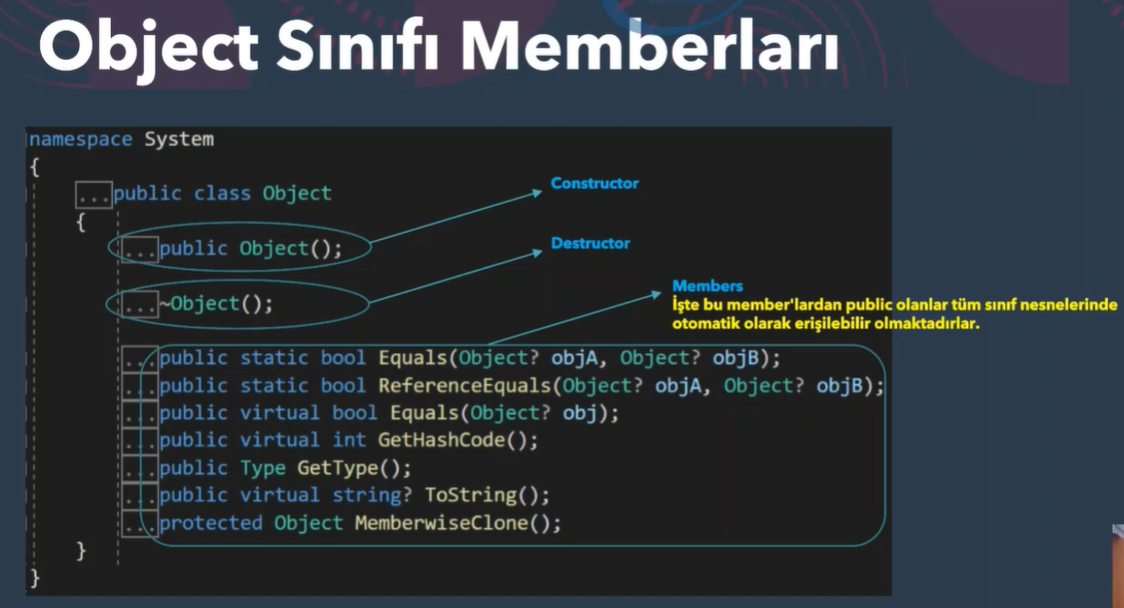 Object Sınıfı Memberları
namespace System
{
...public class Object
{
Constructor
...public Object();
Destructor
...~Object();
Members
İşte bu member'lardan public olanlar tüm sınıf nesnelerinde
otomatik olarak erişilebilir olmaktadırlar.
...public static bool Equals(Object? objA, Object? objB);
...public static bool ReferenceEquals(Object? objA, Object? objB);
...public virtual bool Equals(Object? obj);
...public virtual int GetHashCode();
...public Type GetType();
...public virtual string? ToString();
...protected Object MemberwiseClone();
}
}